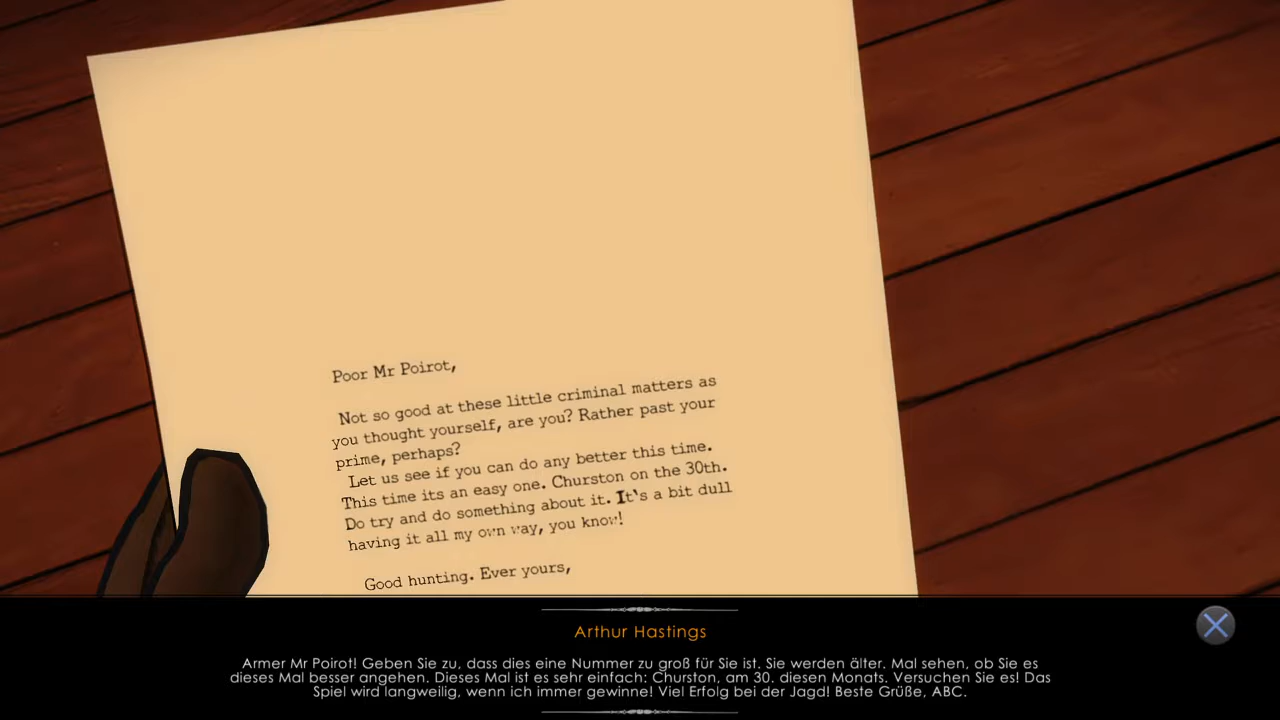 Poor Mr Poirot,
Not so good at these little criminal matters as
you thought yourself, are you? Rather past your
prime, perhaps?
Let us see if you can do any better this time.
This time its an easy one. Churston on the 30th.
Do try and do something about it. It's a bit dull
having it all my own way, you know!
Good hunting. Ever yours,
Arthur Hastings
Armer Mr Poirot! Geben Sie zu, dass dies eine Nummer zu groß für Sie ist. Sie werden älter. Mal sehen, ob Sie es
dieses Mal besser angehen. Dieses Mal ist es sehr einfach: Churston, am 30. diesen Monats. Versuchen Sie es! Das
Spiel wird langweilig, wenn ich immer gewinne! Viel Erfolg bei der Jagd! Beste Grüße, ABC.